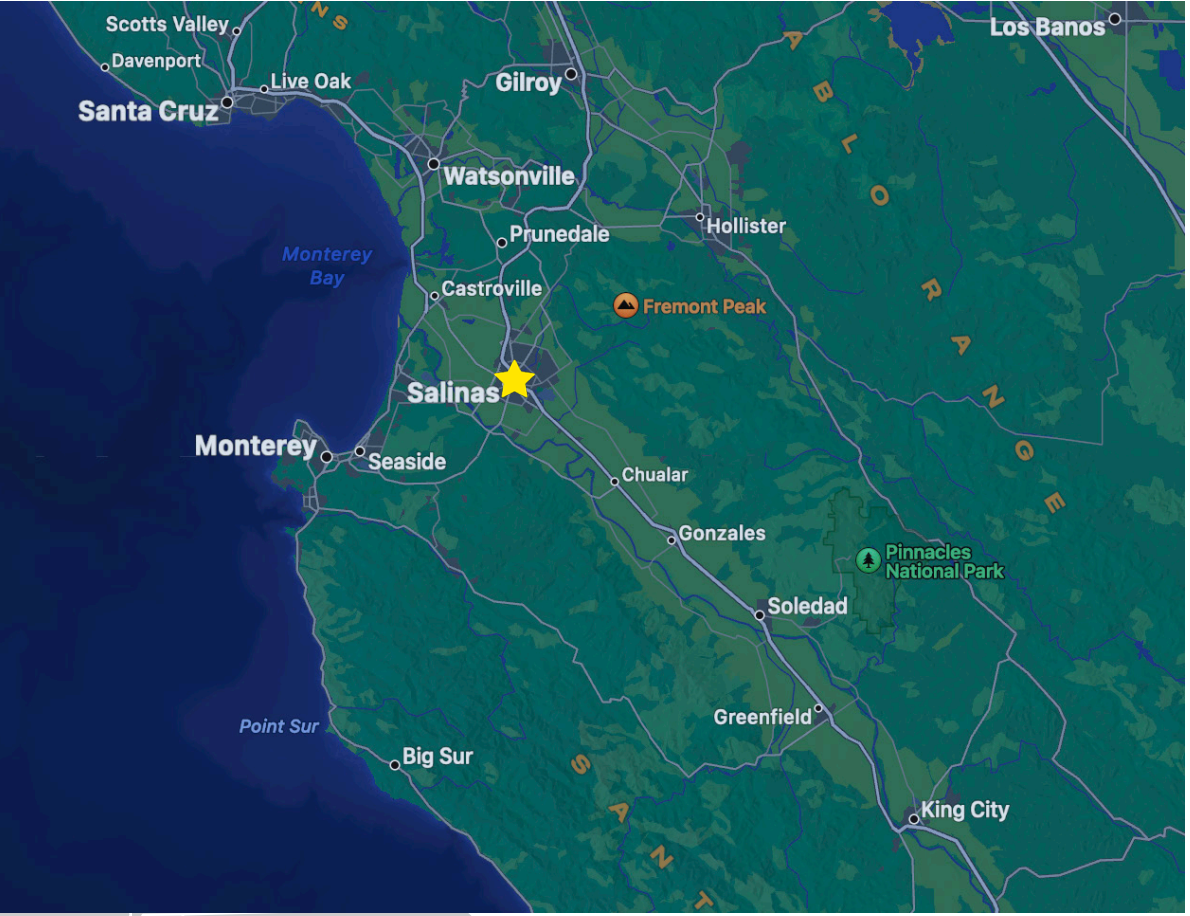 N S
Scotts Valley
Davenport
Live Oak
Santa Cruz
Gilroy
Los Banos
Watsonville
Hollister
Prunedale
Monterey
Bay
Castroville
Fremont Peak
Salinas
Monterey
Seaside
Chualar
Gonzales
Pinnacles
National Park
Soledad
Greenfield
Point Sur
Big Sur
King City
A B L O R A N G E
S A N T